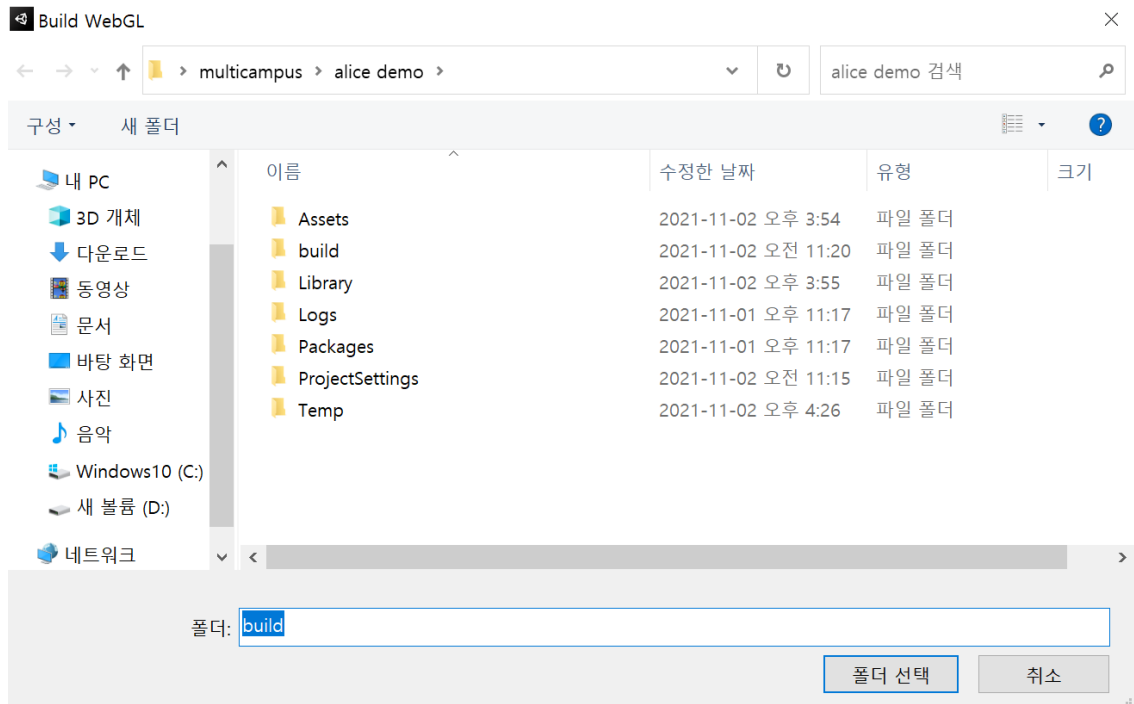 Build WebGL
multicampus > alice demo >
alice demo 검색
구성
새 폴더
내 PC
3D 개체
다운로드
동영상
문서
바탕 화면
사진
음악
Windows10 (C:)
새 볼륨 (D:)
네트워크
이름 수정한 날짜 유형 크기
Assets 2021-11-02 오후 3:54 파일 폴더
build 2021-11-02 오전 11:20 파일 폴더
Library 2021-11-02 오후 3:55 파일 폴더
Logs 2021-11-01 오후 11:17 파일 폴더
Packages 2021-11-01 오후 11:17 파일 폴더
ProjectSettings 2021-11-02 오전 11:15 파일 폴더
Temp 2021-11-02 오후 4:26 파일 폴더
폴더: build
폴더 선택 취소